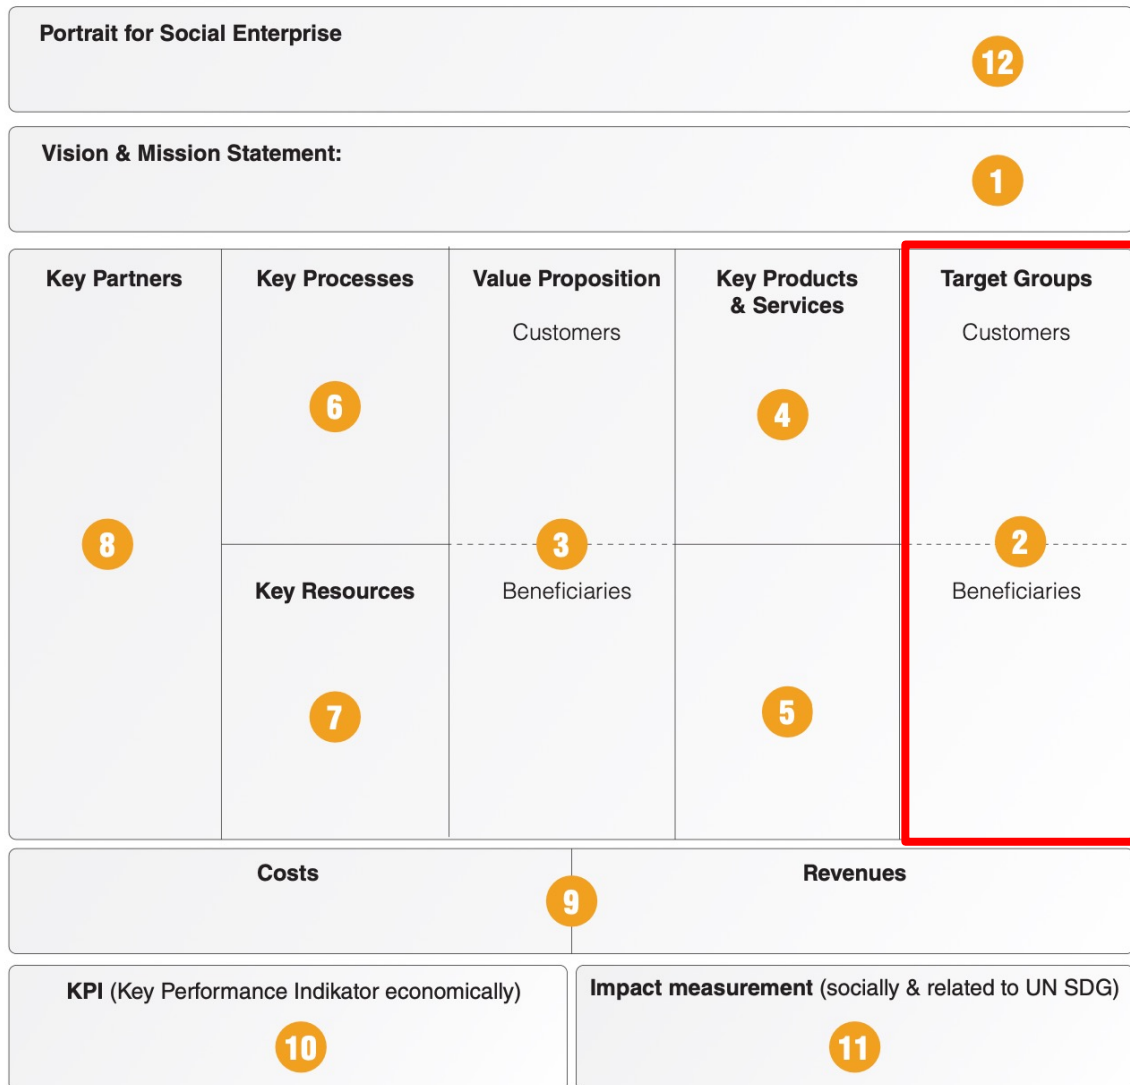 Portrait for Social Enterprise
12
Vision & Mission Statement:
1
Key Partners
8
Key Processes
6
Key Resources
7
Value Proposition
Customers
3
Beneficiaries
Key Products
& Services
4
5
Target Groups
Customers
2
Beneficiaries
Costs
9
Revenues
KPI (Key Performance Indikator economically)
10
Impact measurement (socially & related to UN SDG)
11